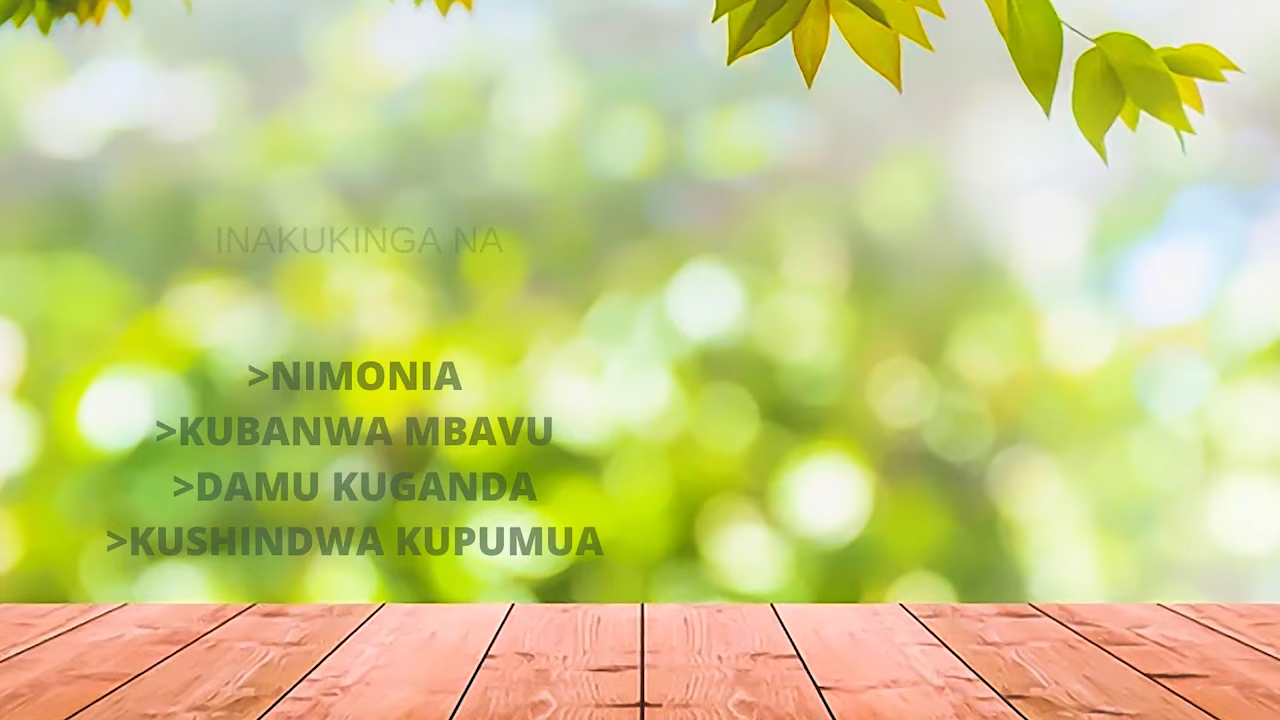 INAKUKINGA NA
>NIMONIA
>KUBANWA MBAVU
>DAMU KUGANDA
>KUSHINDWA KUPUMUA